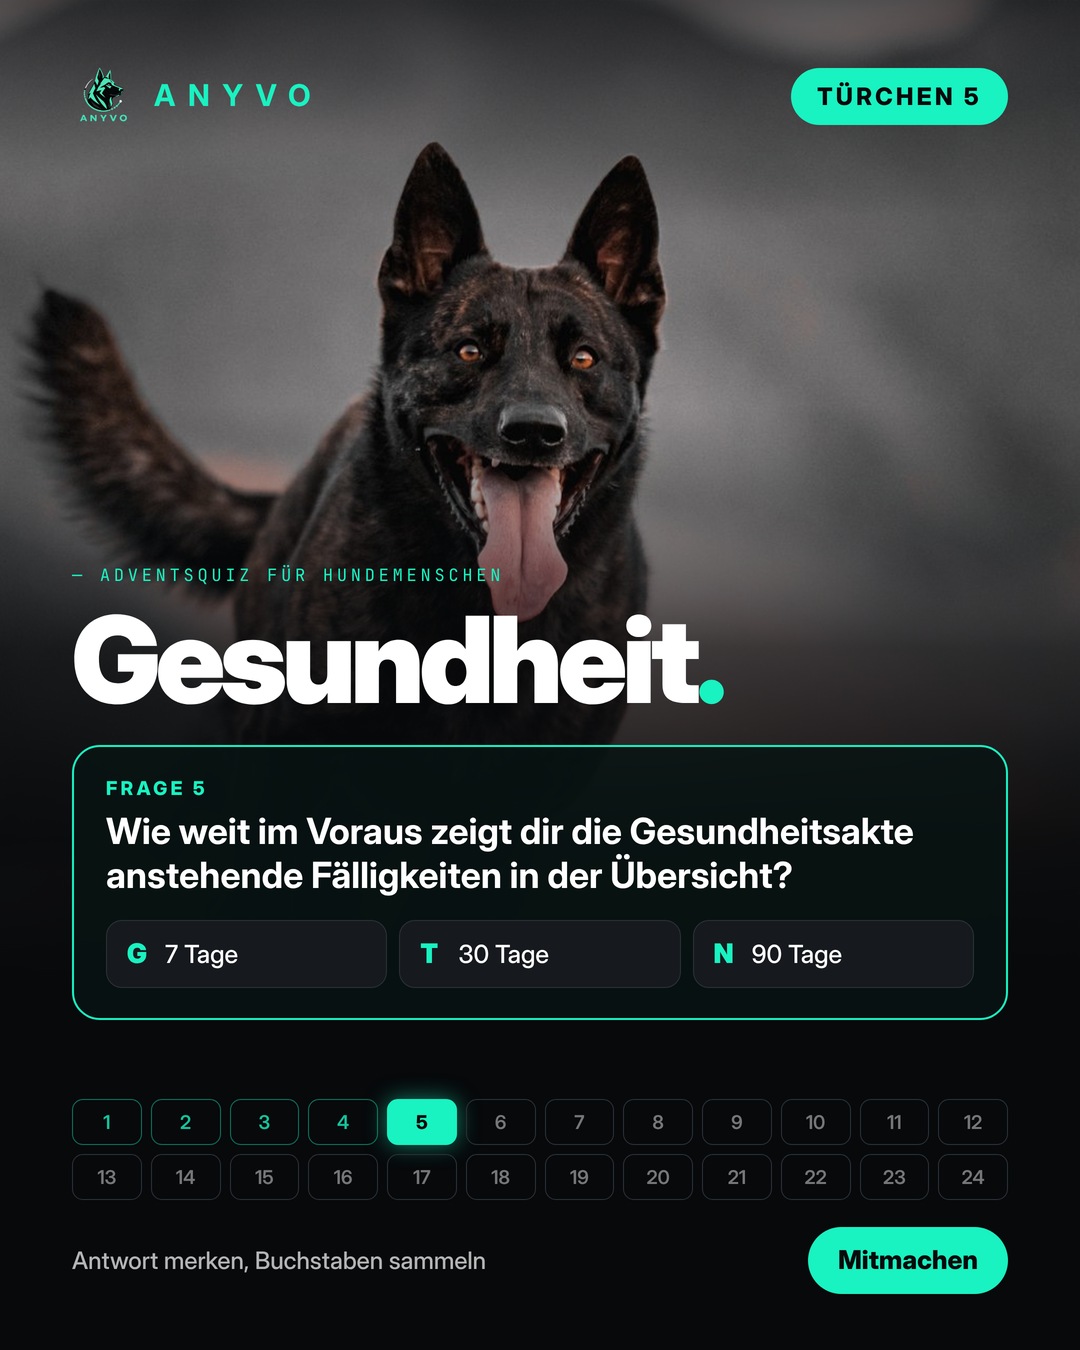 ANYVO
ANYVO
TÜRCHEN 5
– ADVENTSQUIZ FÜR HUNDEMENSCHEN
Gesundheit.
FRAGE 5
Wie weit im Voraus zeigt dir die Gesundheitsakte
anstehende Fälligkeiten in der Übersicht?
G 7 Tage
T 30 Tage
N 90 Tage
1 2 3 4 5 6 7 8 9 10 11 12
13 14 15 16 17 18 19 20 21 22 23 24
Antwort merken, Buchstaben sammeln
Mitmachen